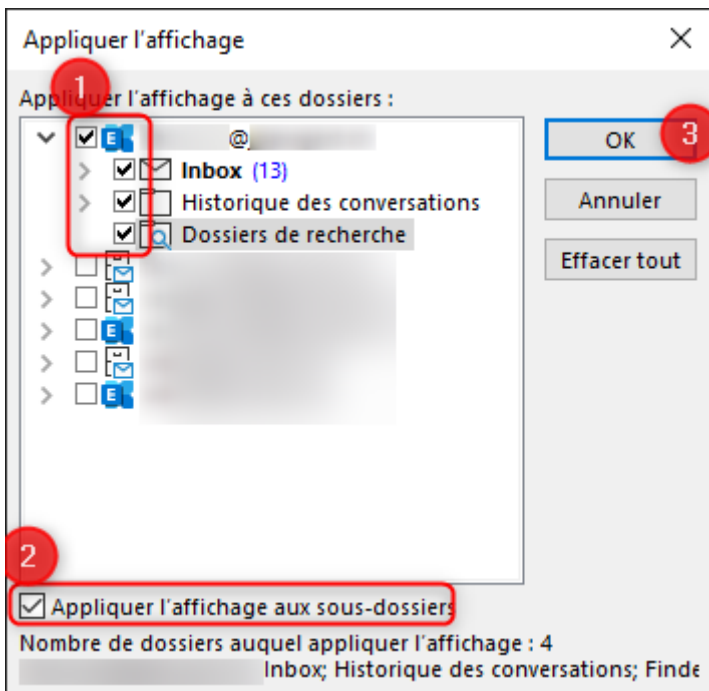 Appliquer l'affichage
1
Appliquer l'affichage à ces dossiers :
@
OK
3
Inbox (13)
Historique des conversations
Annuler
Dossiers de recherche
Effacer tout
2
Appliquer l'affichage aux sous-dossiers
Nombre de dossiers auquel appliquer l'affichage : 4
Inbox; Historique des conversations; Finde